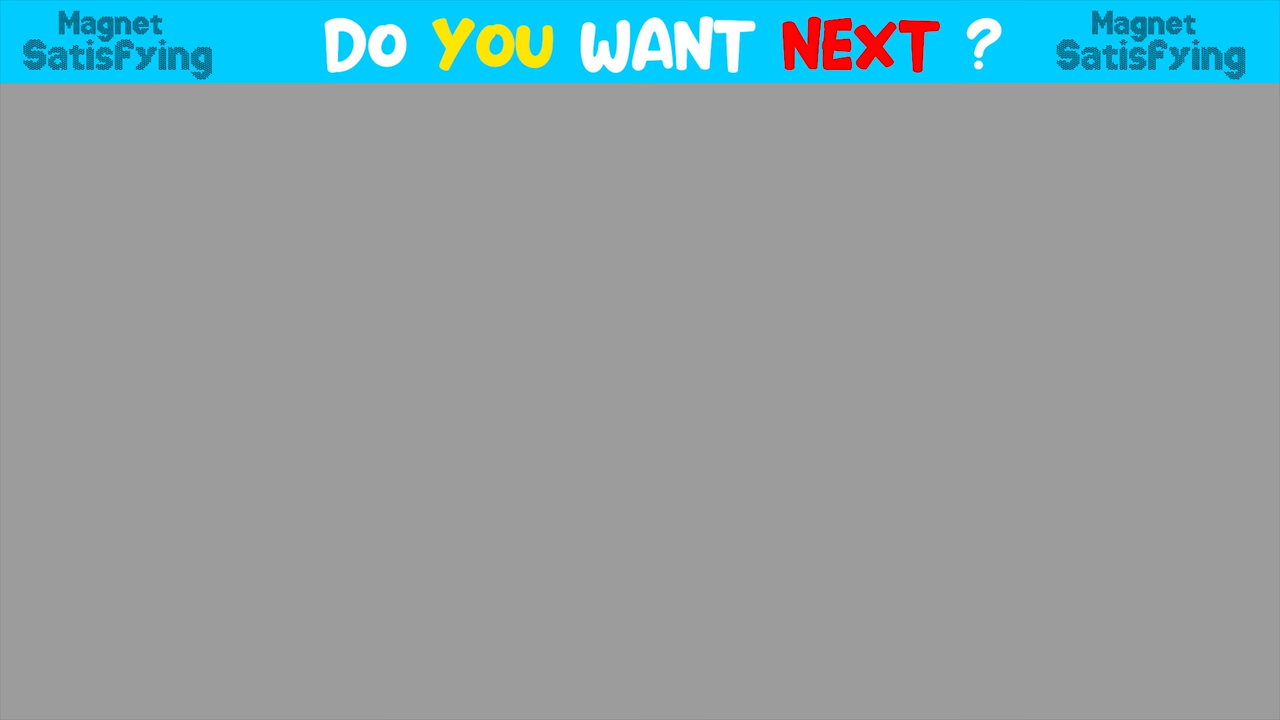 Magnet
Satisfying
DO YOU WANT NEXT ?
Magnet
Satisfying